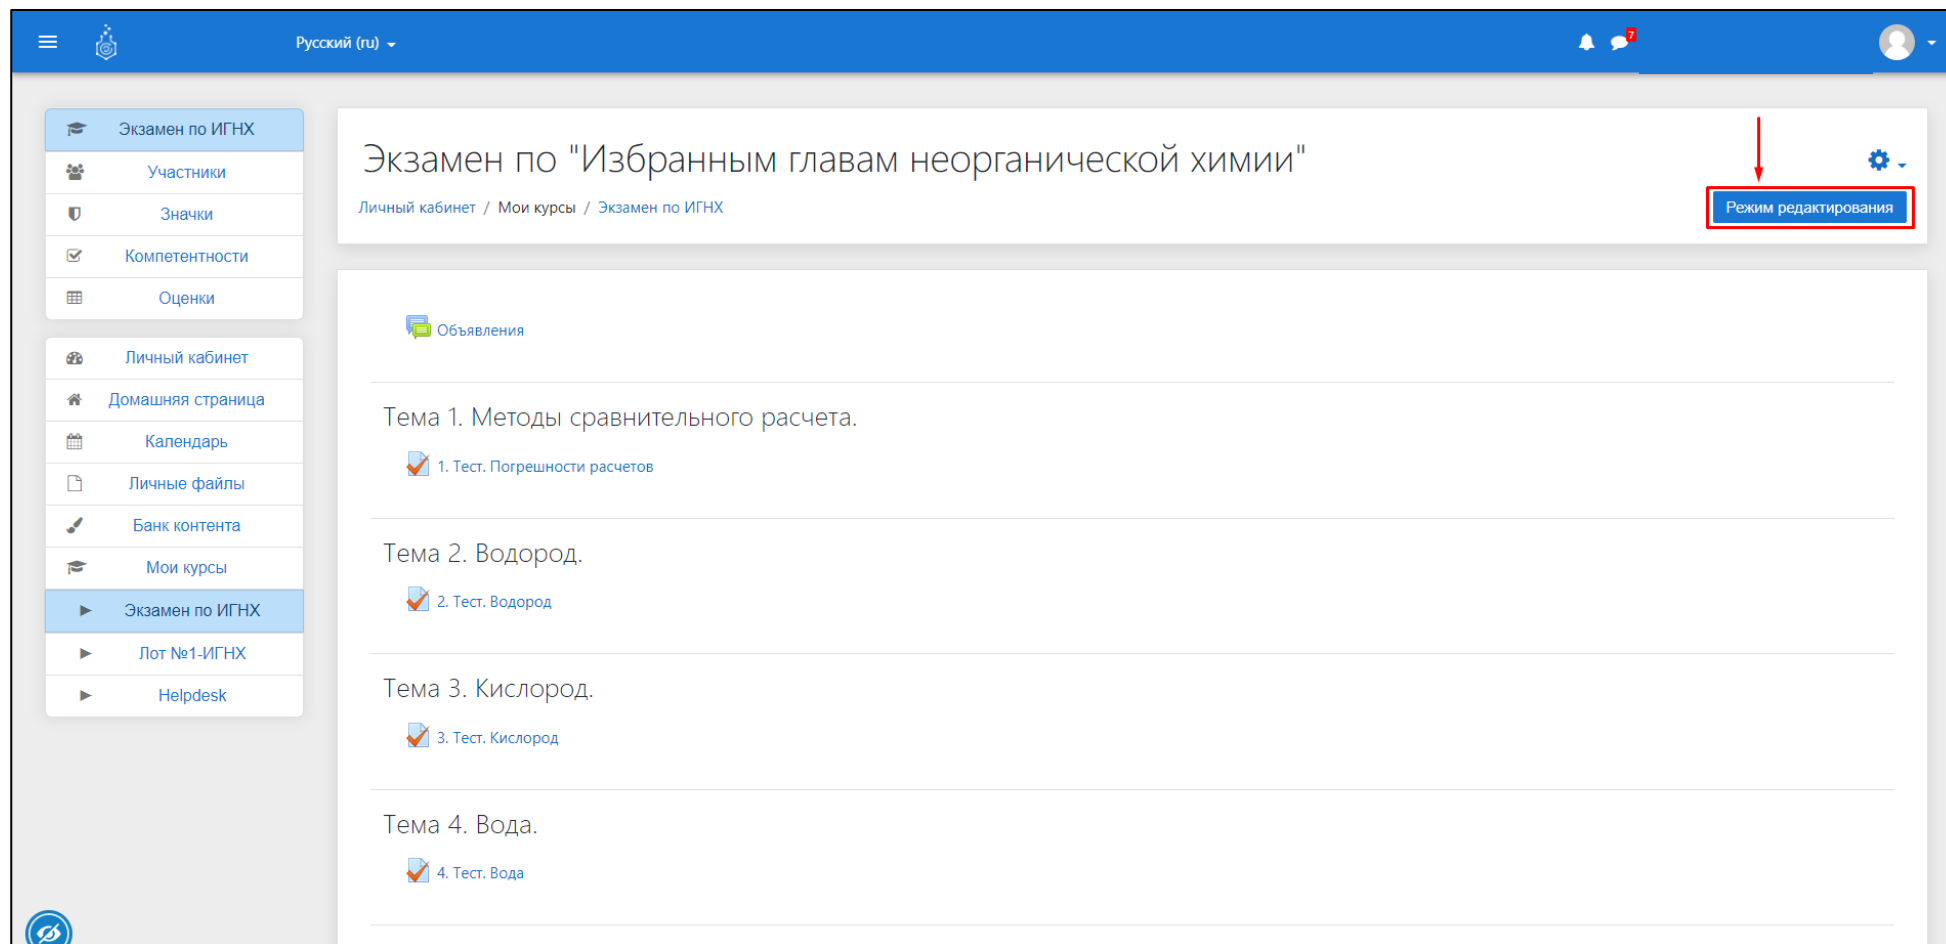 Русский (ru)
7
Экзамен по ИГНХ
Участники
Значки
Компетентности
Оценки
Личный кабинет
Домашняя страница
Календарь
Личные файлы
Банк контента
Мои курсы
Экзамен по ИГНХ
Лот №1-ИГНХ
Helpdesk
Экзамен по "Избранным главам неорганической химии"
Личный кабинет / Мои курсы / Экзамен по ИГНХ
Режим редактирования
Объявления
Тема 1. Методы сравнительного расчета.
1. Тест. Погрешности расчетов
Тема 2. Водород.
2. Тест. Водород
Тема 3. Кислород.
3. Тест. Кислород
Тема 4. Вода.
4. Тест. Вода